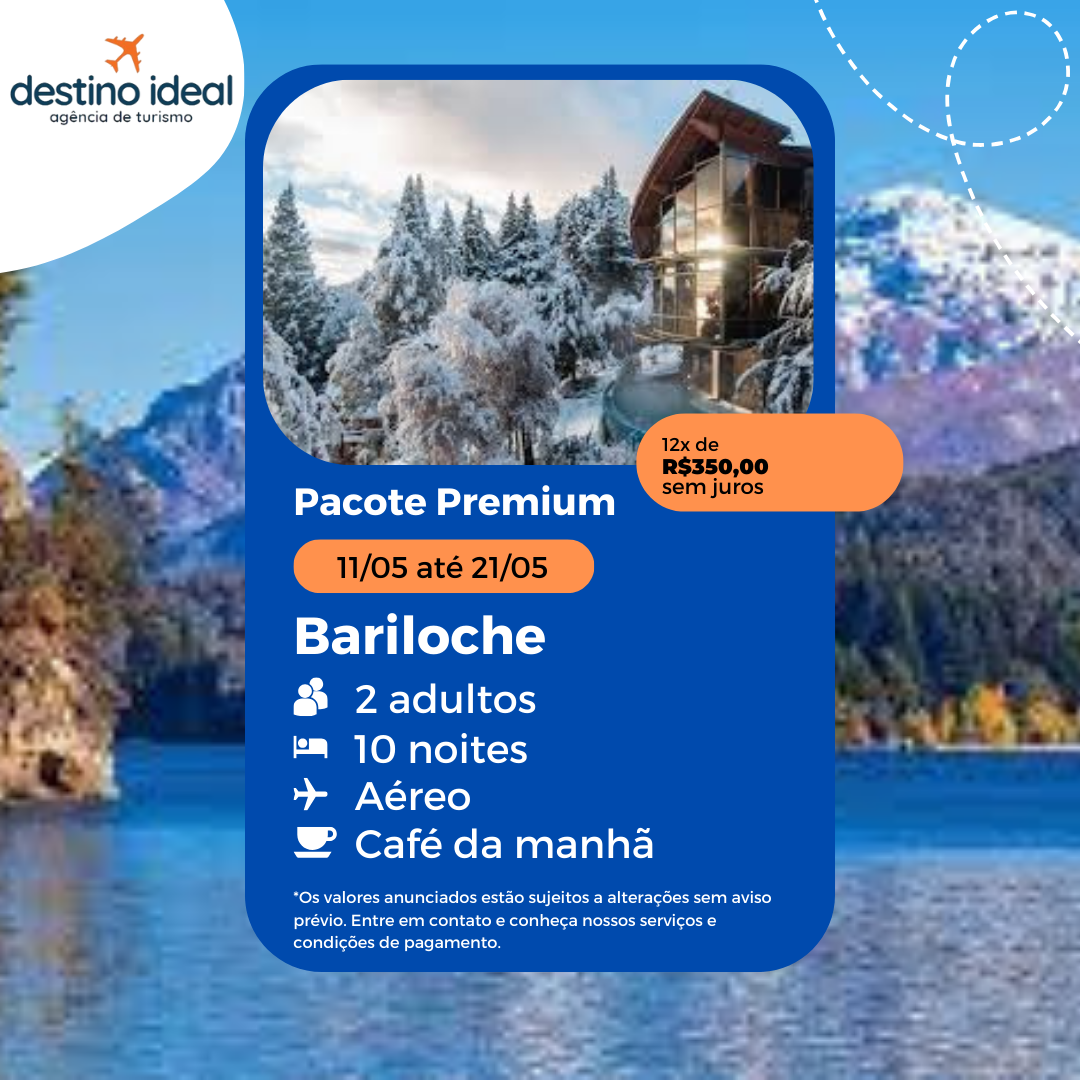 destino ideal
agência de turismo
12x de
R$350,00
sem juros
Pacote Premium
11/05 até 21/05
Bariloche
2 adultos
10 noites
Aéreo
Café da manhã
*Os valores anunciados estão sujeitos a alterações sem aviso
prévio. Entre em contato e conheça nossos serviços e
condições de pagamento.